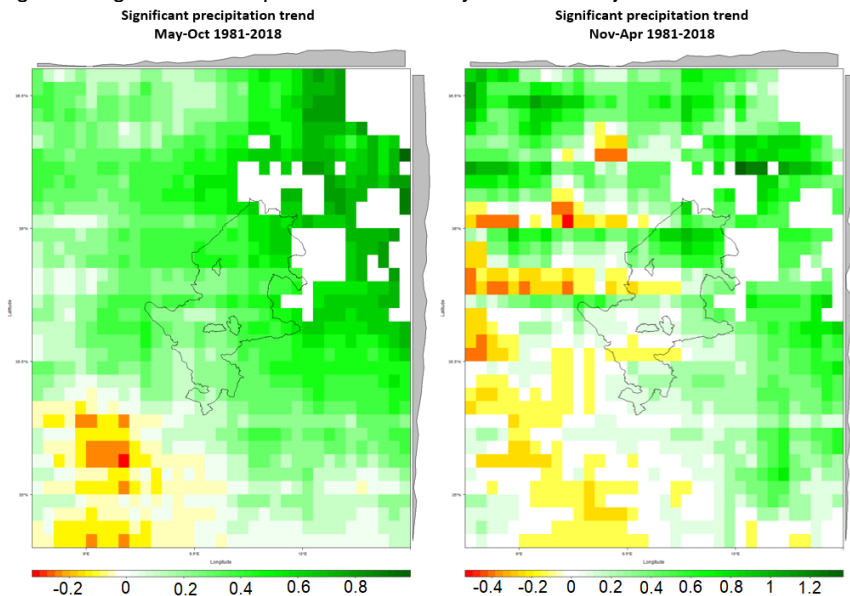 Significant precipitation trend
May-Oct 1981-2018
Significant precipitation trend
Nov-Apr 1981-2018
Latitude
Latitude
Longitude
Longitude
-0.2 0 0.2 0.4 0.6 0.8
-0.4 -0.2 0 0.2 0.4 0.6 0.8 1 1.2